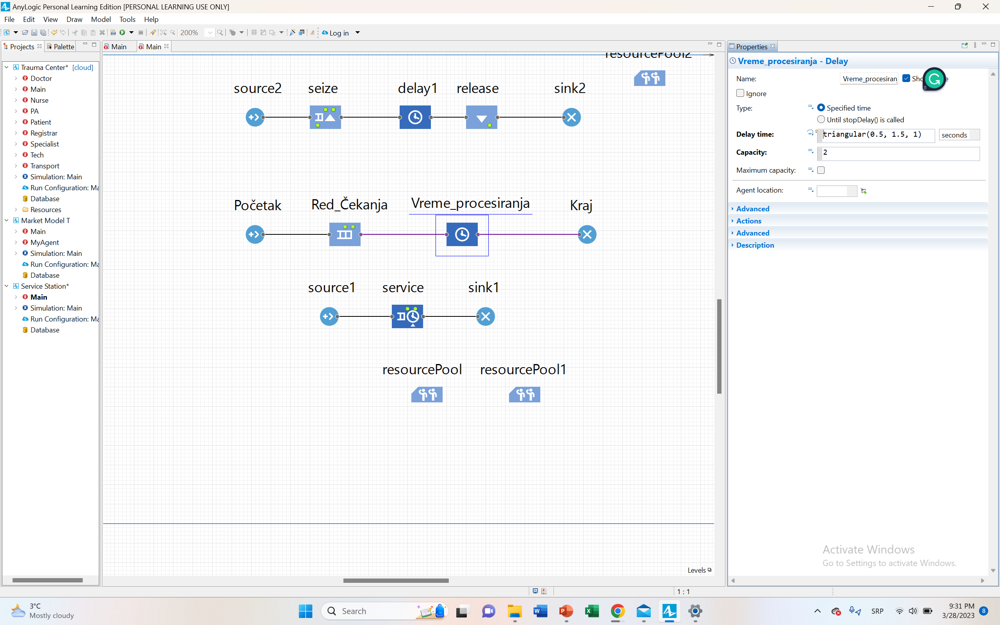 AnyLogic Personal Learning Edition [PERSONAL LEARNING USE ONLY]
File Edit View Draw Model Tools Help
200% Log in
Projects Palette
Main Main
Properties
Trauma Center* [cloud]
Doctor
Main
Nurse
PA
Patient
Registrar
Specialist
Tech
Transport
Simulation: Main
Run Configuration: Ma
Database
Resources
Market Model T
Main
MyAgent
Simulation: Main
Run Configuration: Ma
Database
Service Station*
Main
Simulation: Main
Run Configuration: Ma
Database
resourcePool2
source2 seize delay1 release sink2
Početak Red_Čekanja Vreme_procesiranja Kraj
source1 service sink1
resourcePool resourcePool1
Levels
Vreme_procesiranja - Delay
Name: Vreme_procesiran
Ignore
Type: Specified time
Until stopDelay() is called
Delay time: triangular(0.5, 1.5, 1) seconds
Capacity: 2
Maximum capacity:
Agent location:
Advanced
Actions
Advanced
Description
Activate Windows
Go to Settings to activate Windows.
1 : 1
3°C
Mostly cloudy
Search
SRP
9:31 PM
3/28/2023
8